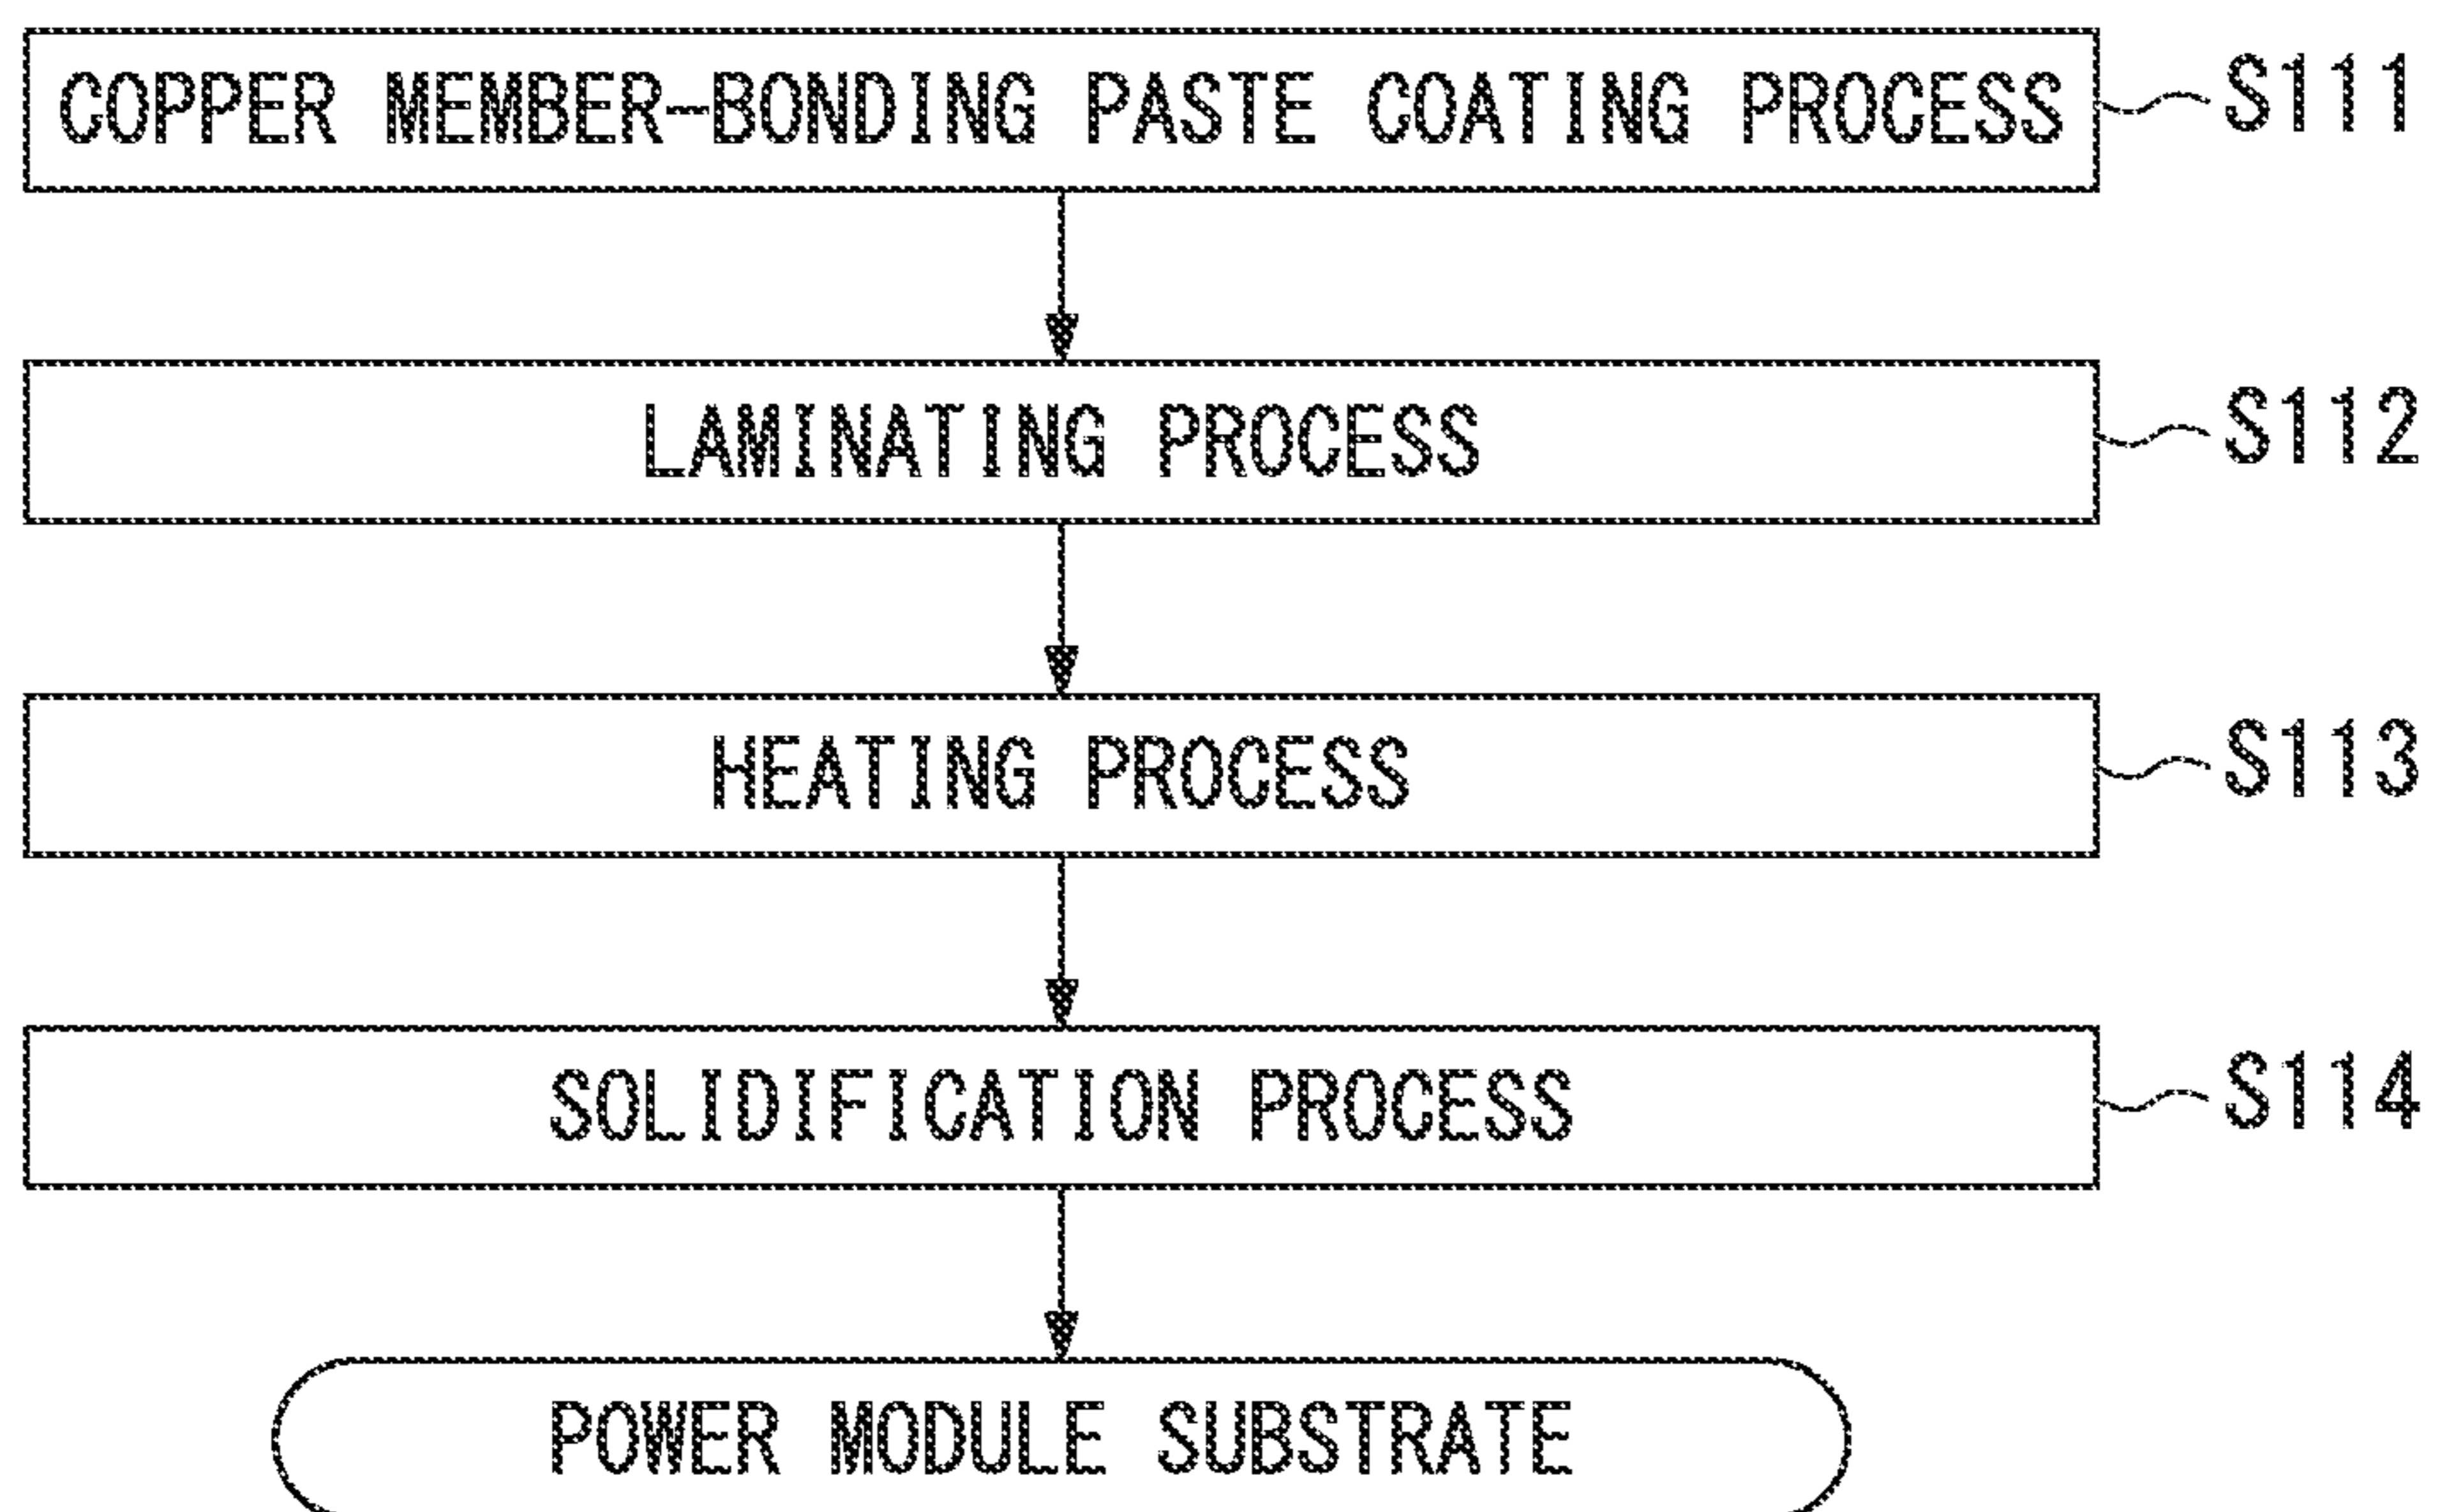 COPPER MEMBER-BONDING PASTE COATING PROCESS S111
LAMINATING PROCESS S112
HEATING PROCESS S113
SOLIDIFICATION PROCESS S114
POWER MODULE SUBSTRATE